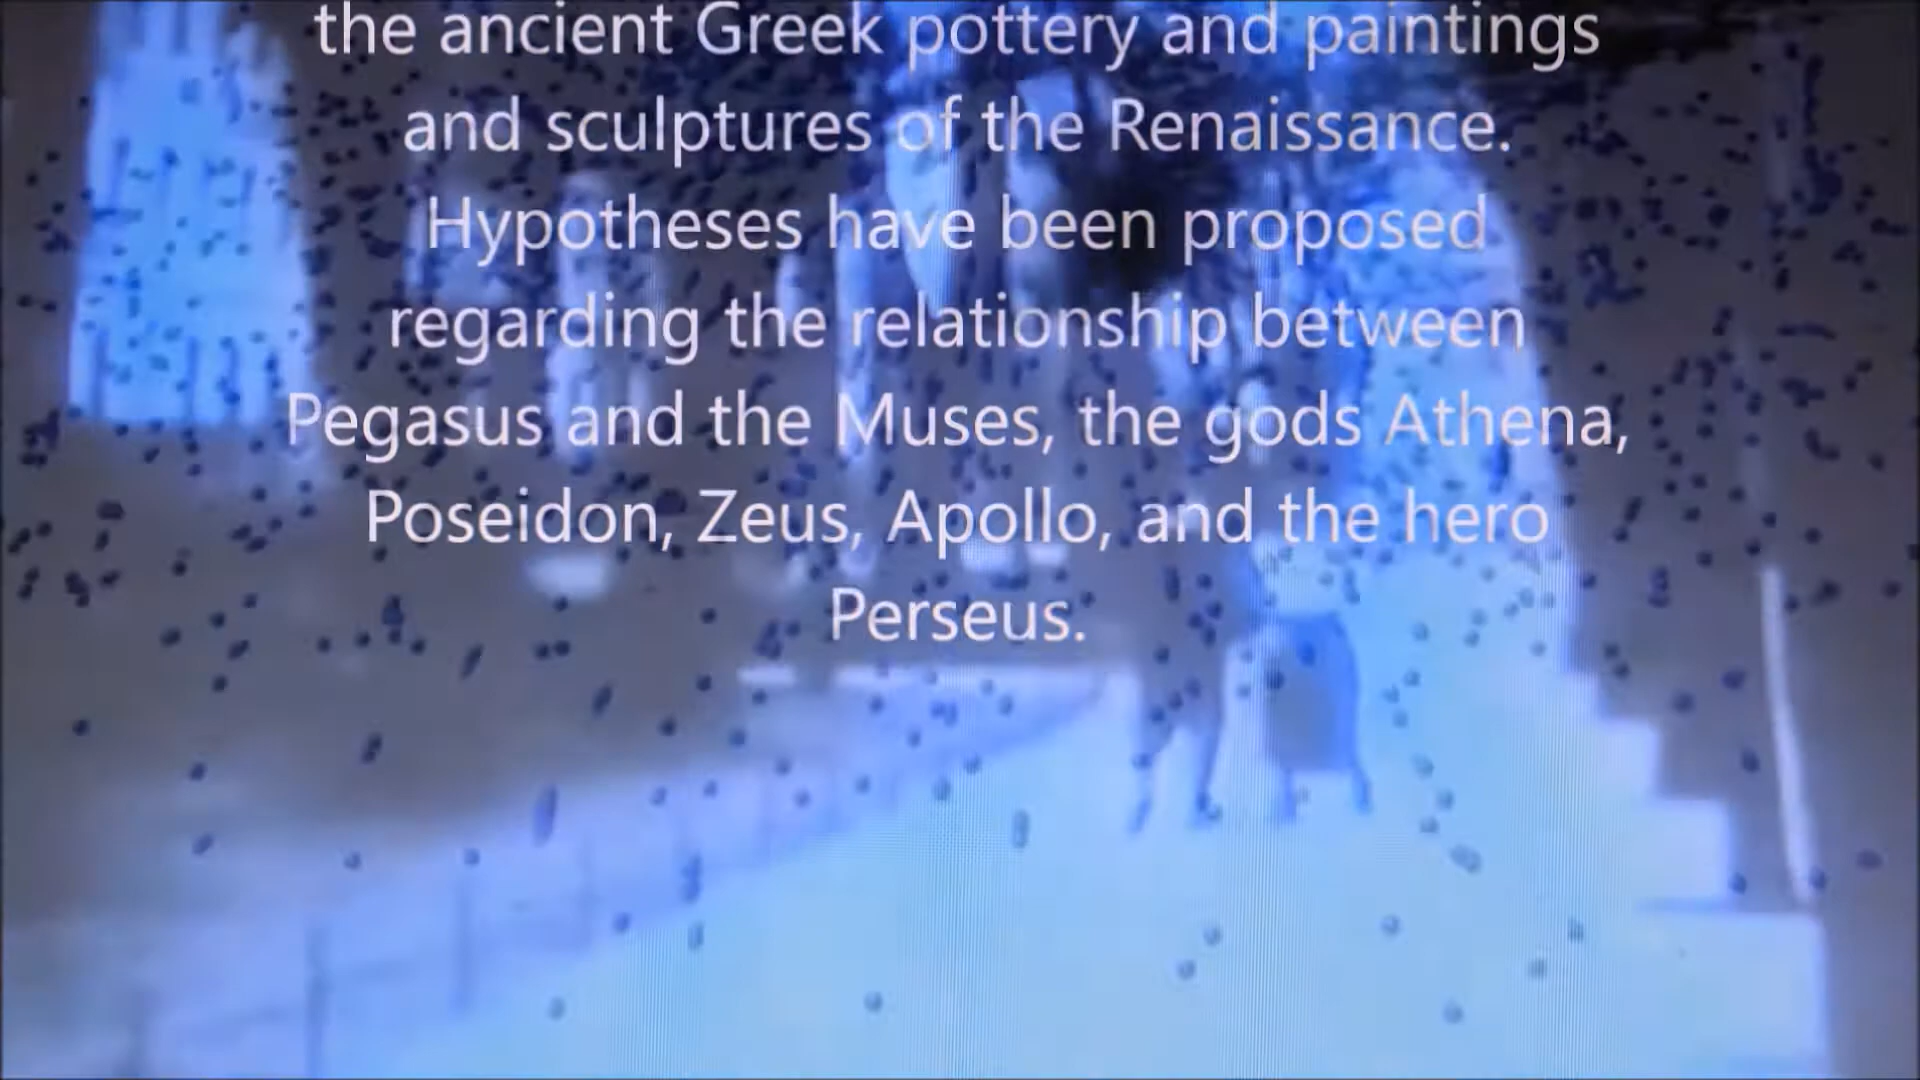 the ancient Greek pottery and paintings
and sculptures of the Renaissance.
Hypotheses have been proposed
regarding the relationship between
Pegasus and the Muses, the gods Athena,
Poseidon, Zeus, Apollo, and the hero
Perseus.